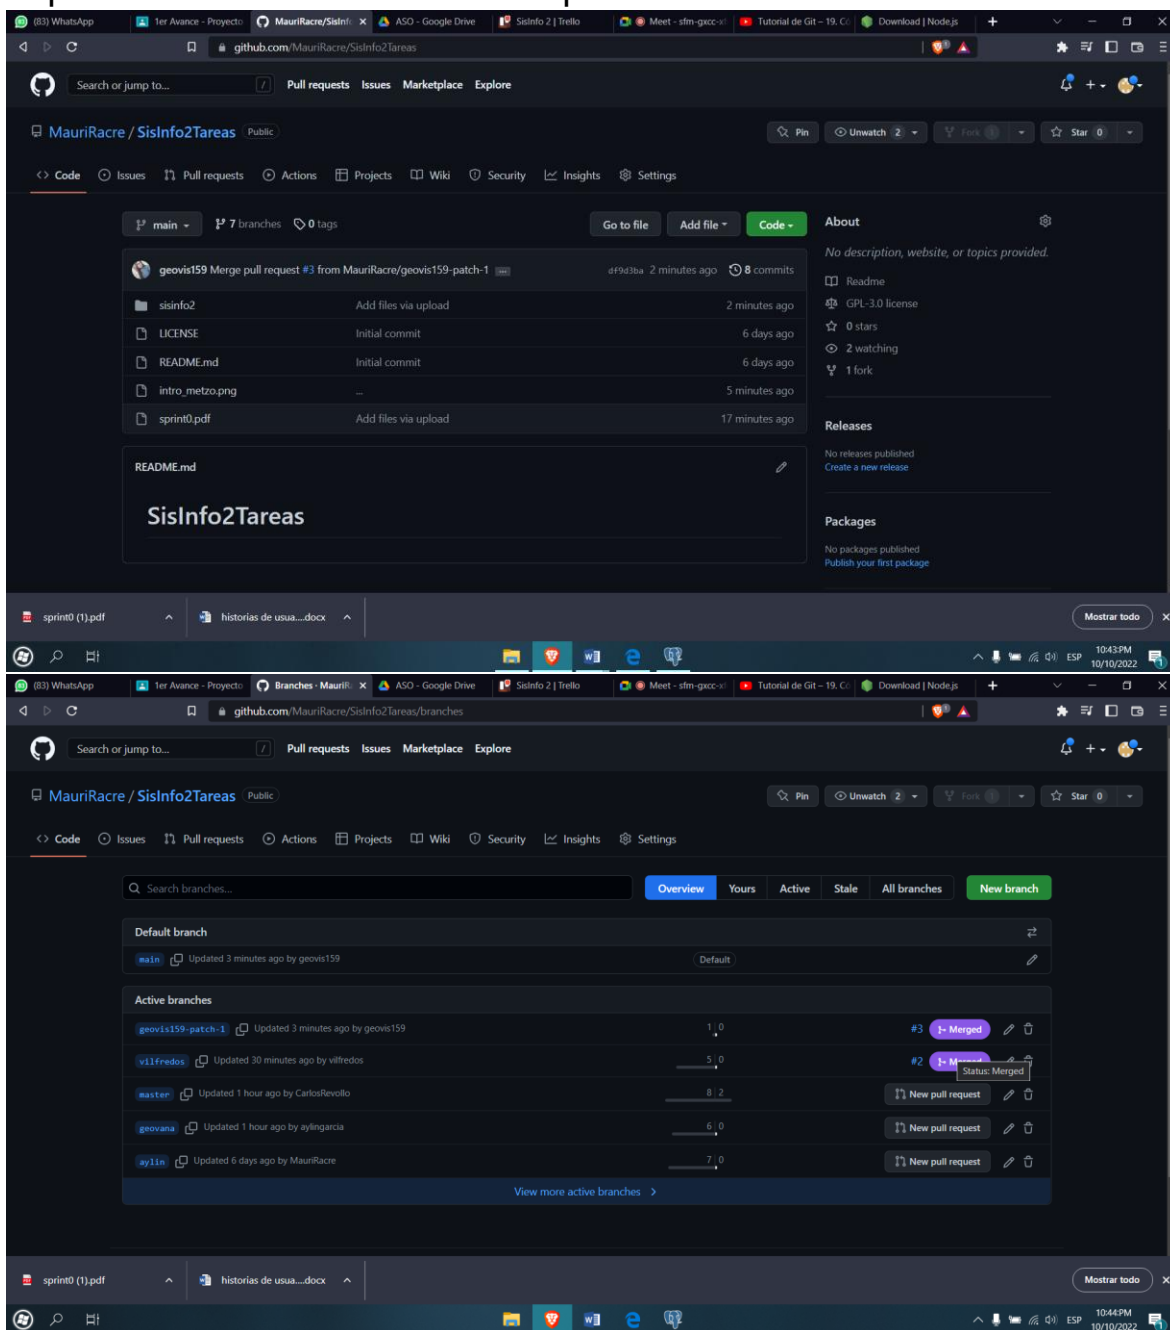 (83) WhatsApp 1er Avance - Proyecto MauriRacre/SisInfo ASO - Google Drive SisInfo 2 | Trello Meet - sfm-gxcc-x Tutorial de Git – 19. Có Download | Node.js
github.com/MauriRacre/SisInfo2Tareas
Search or jump to... / Pull requests Issues Marketplace Explore
MauriRacre / SisInfo2Tareas Public Pin Unwatch 2 Fork 1 Star 0
Code Issues Pull requests Actions Projects Wiki Security Insights Settings
main 7 branches 0 tags Go to file Add file Code About
No description, website, or topics provided.
geovis159 Merge pull request #3 from MauriRacre/geovis159-patch-1 ... df9d3ba 2 minutes ago 8 commits
Readme
sisinfo2 Add files via upload 2 minutes ago GPL-3.0 license
LICENSE Initial commit 6 days ago 0 stars
README.md Initial commit 6 days ago 2 watching
1 fork
intro_metzo.png ... 5 minutes ago
sprint0.pdf Add files via upload 17 minutes ago
Releases
No releases published
README.md Create a new release
SisInfo2Tareas
Packages
No packages published
Publish your first package
sprint0 (1).pdf historias de usua....docx Mostrar todo
ESP 10:43 PM
10/10/2022
(83) WhatsApp 1er Avance - Proyecto Branches · MauriR ASO - Google Drive SisInfo 2 | Trello Meet - sfm-gxcc-x Tutorial de Git – 19. Có Download | Node.js
github.com/MauriRacre/SisInfo2Tareas/branches
Search or jump to... / Pull requests Issues Marketplace Explore
MauriRacre / SisInfo2Tareas Public Pin Unwatch 2 Fork 1 Star 0
Code Issues Pull requests Actions Projects Wiki Security Insights Settings
Search branches... Overview Yours Active Stale All branches New branch
Default branch
main Updated 3 minutes ago by geovis159 Default
Active branches
geovis159-patch-1 Updated 3 minutes ago by geovis159 1 | 0 #3 Merged
vilfredos Updated 30 minutes ago by vilfredos 5 | 0 #2 Merged
Status: Merged
master Updated 1 hour ago by CarlosRevollo 8 | 2 New pull request
geovana Updated 1 hour ago by aylingarcia 6 | 0 New pull request
aylin Updated 6 days ago by MauriRacre 7 | 0 New pull request
View more active branches
sprint0 (1).pdf historias de usua....docx Mostrar todo
ESP 10:44 PM
10/10/2022